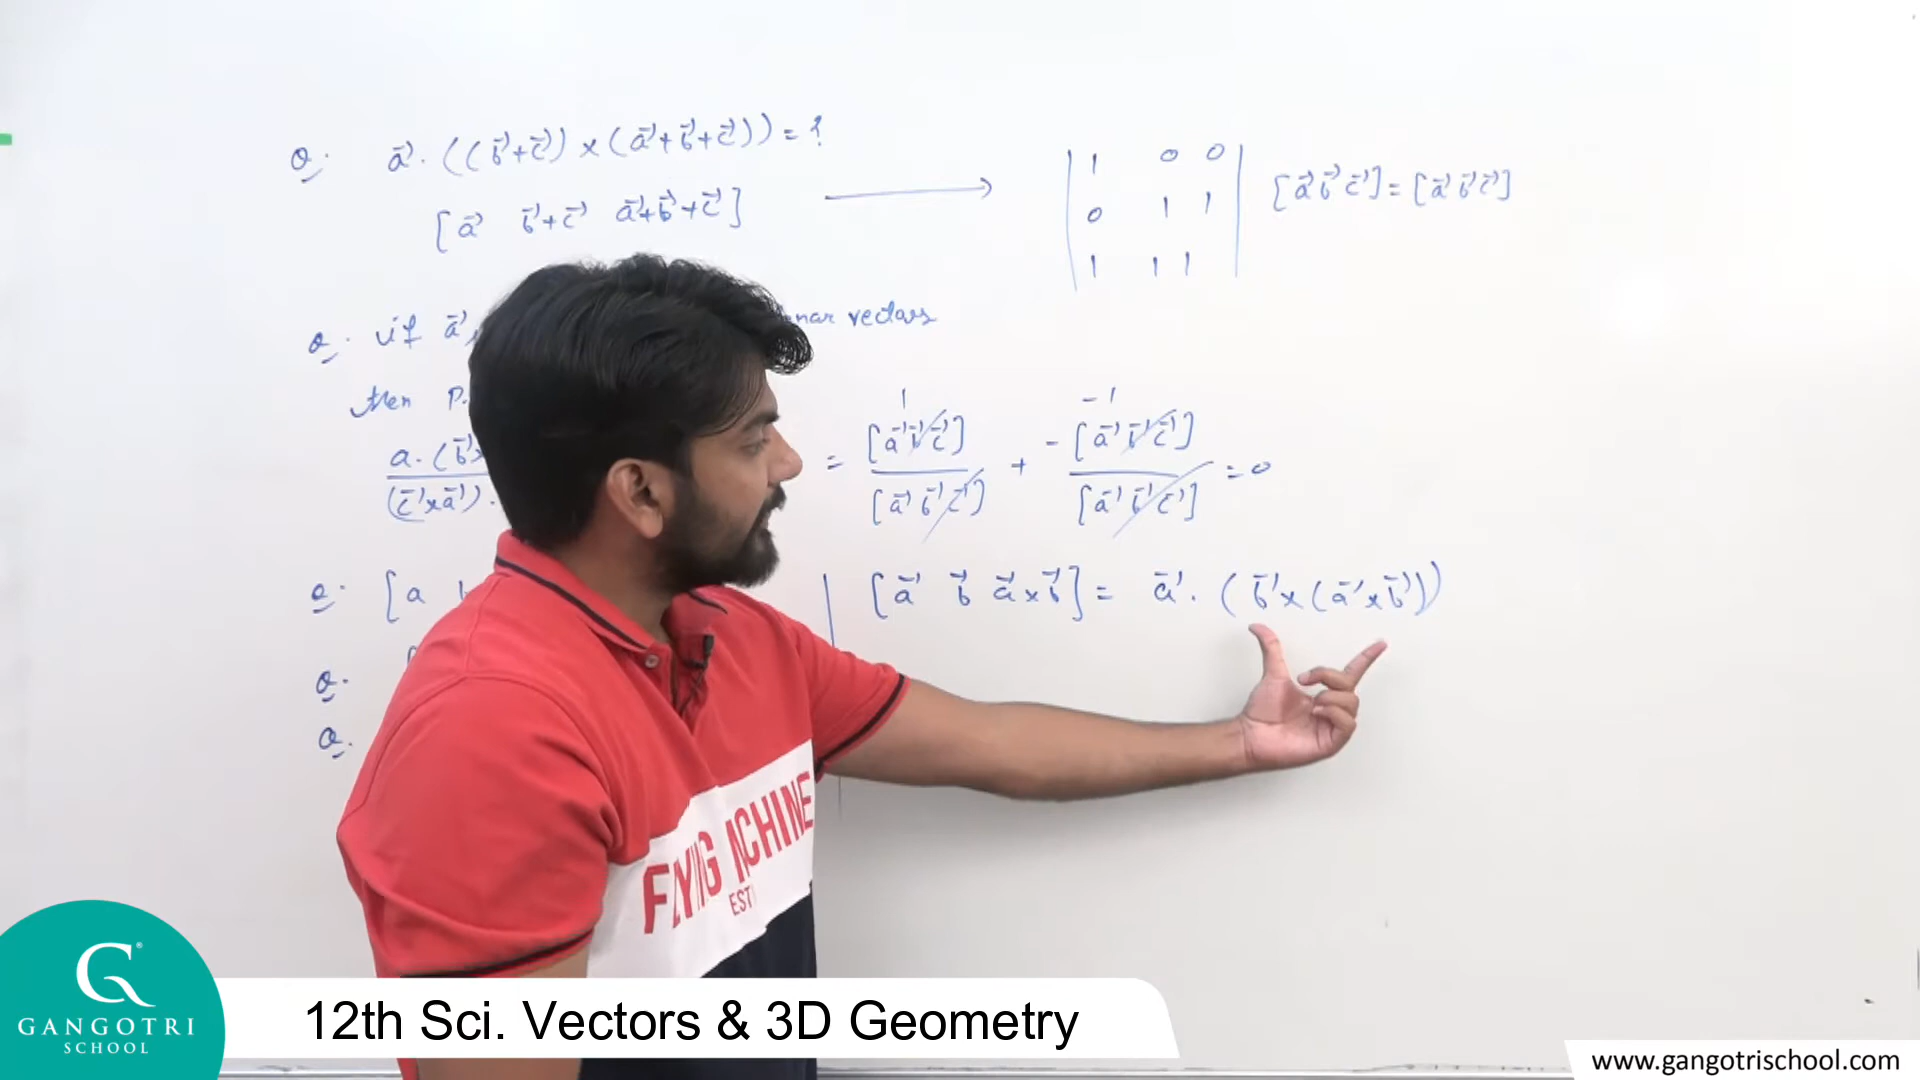 Q. a⃗.((b⃗+c⃗)×(a⃗+b⃗+c⃗))=?
[a⃗ b⃗+c⃗ a⃗+b⃗+c⃗] ⟶
1 0 0
0 1 1
1 1 1
[a⃗ b⃗ c⃗]=[a⃗ b⃗ c⃗]
Q. if a⃗, vectors
then P.
a.(b⃗×
(c⃗×a⃗).
= [a⃗ b⃗ c⃗] / [a⃗ b⃗ c⃗] + -[a⃗ b⃗ c⃗] / [a⃗ b⃗ c⃗] = 0
1 -1
Q. [a
[a⃗ b⃗ a⃗×b⃗] = a⃗.(b⃗×(a⃗×b⃗))
Q.
Q.
FLYING MACHINE
EST
G®
GANGOTRI
SCHOOL
12th Sci. Vectors & 3D Geometry
www.gangotrischool.com